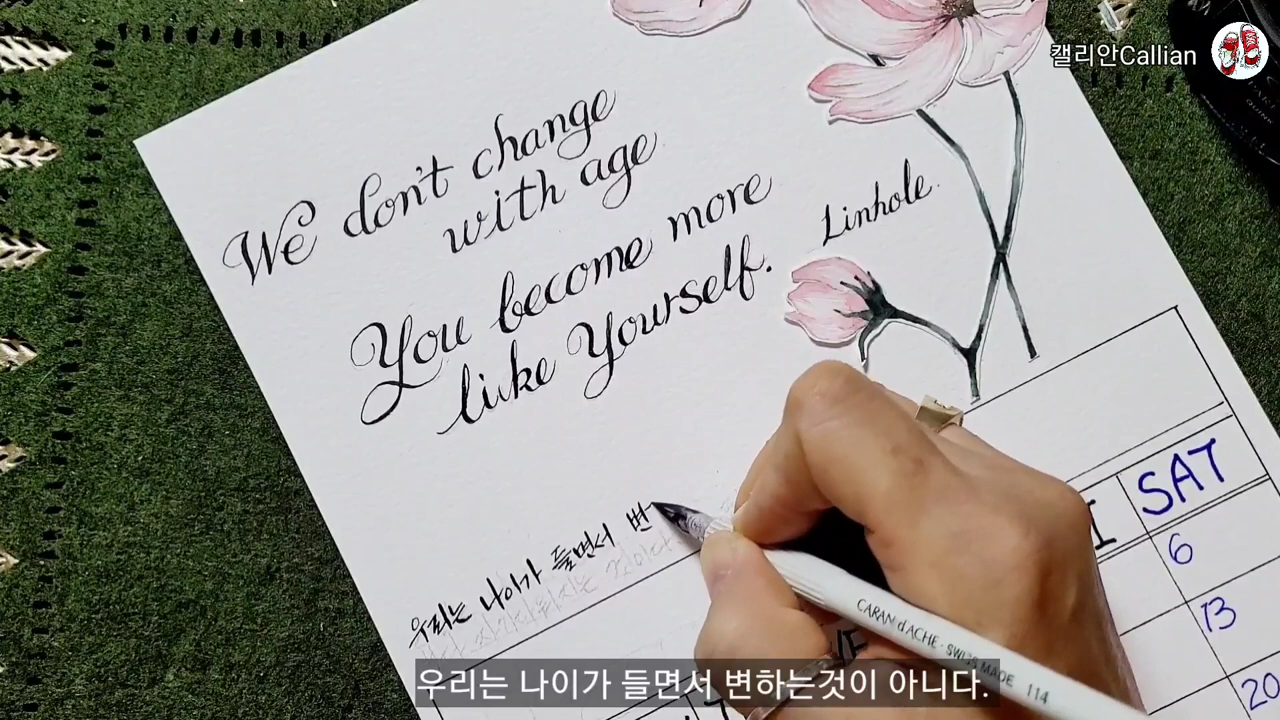 캘리안Callian
We don't change
with age
You become more
like Yourself.
Linhole.
우리는 나이가 들면서 변
SAT
6
13
20
CARAN d'ACHE · SWISS MADE 114
우리는 나이가 들면서 변하는것이 아니다.